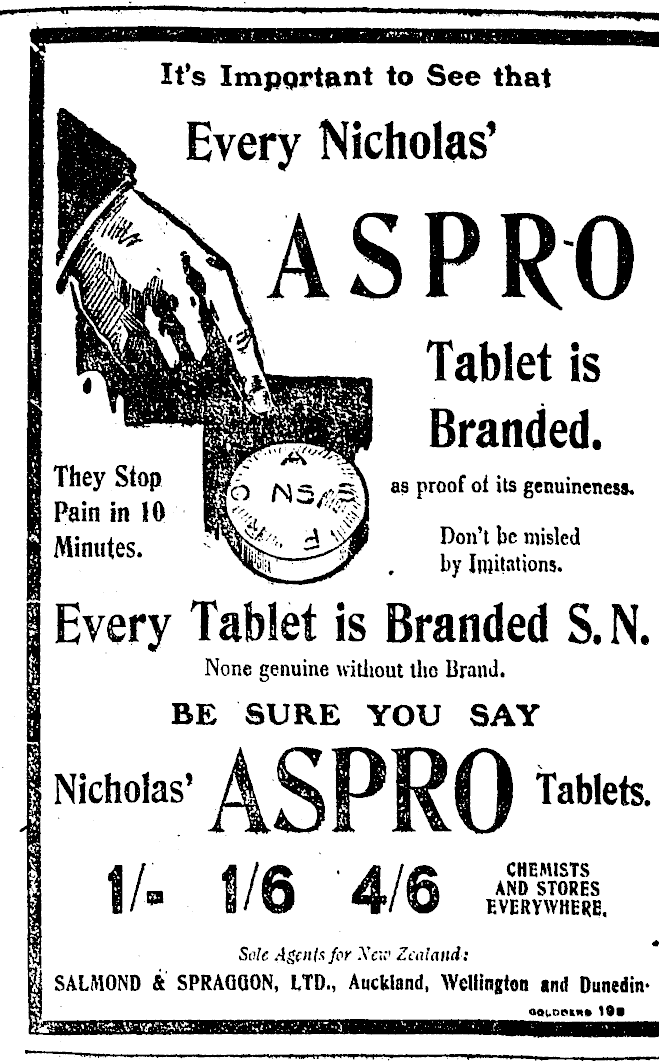 It's Important to See that
Every Nicholas'
ASPRO
Tablet is
Branded.
They Stop
Pain in 10
Minutes.
as proof of its genuineness.
Don't be misled
by Imitations.
Every Tablet is Branded S. N.
None genuine without the Brand.
BE SURE YOU SAY
Nicholas' ASPRO Tablets.
1/- 1/6 4/6
CHEMISTS
AND STORES
EVERYWHERE.
Sole Agents for New Zealand:
SALMOND & SPRAGGON, LTD., Auckland, Wellington and Dunedin.